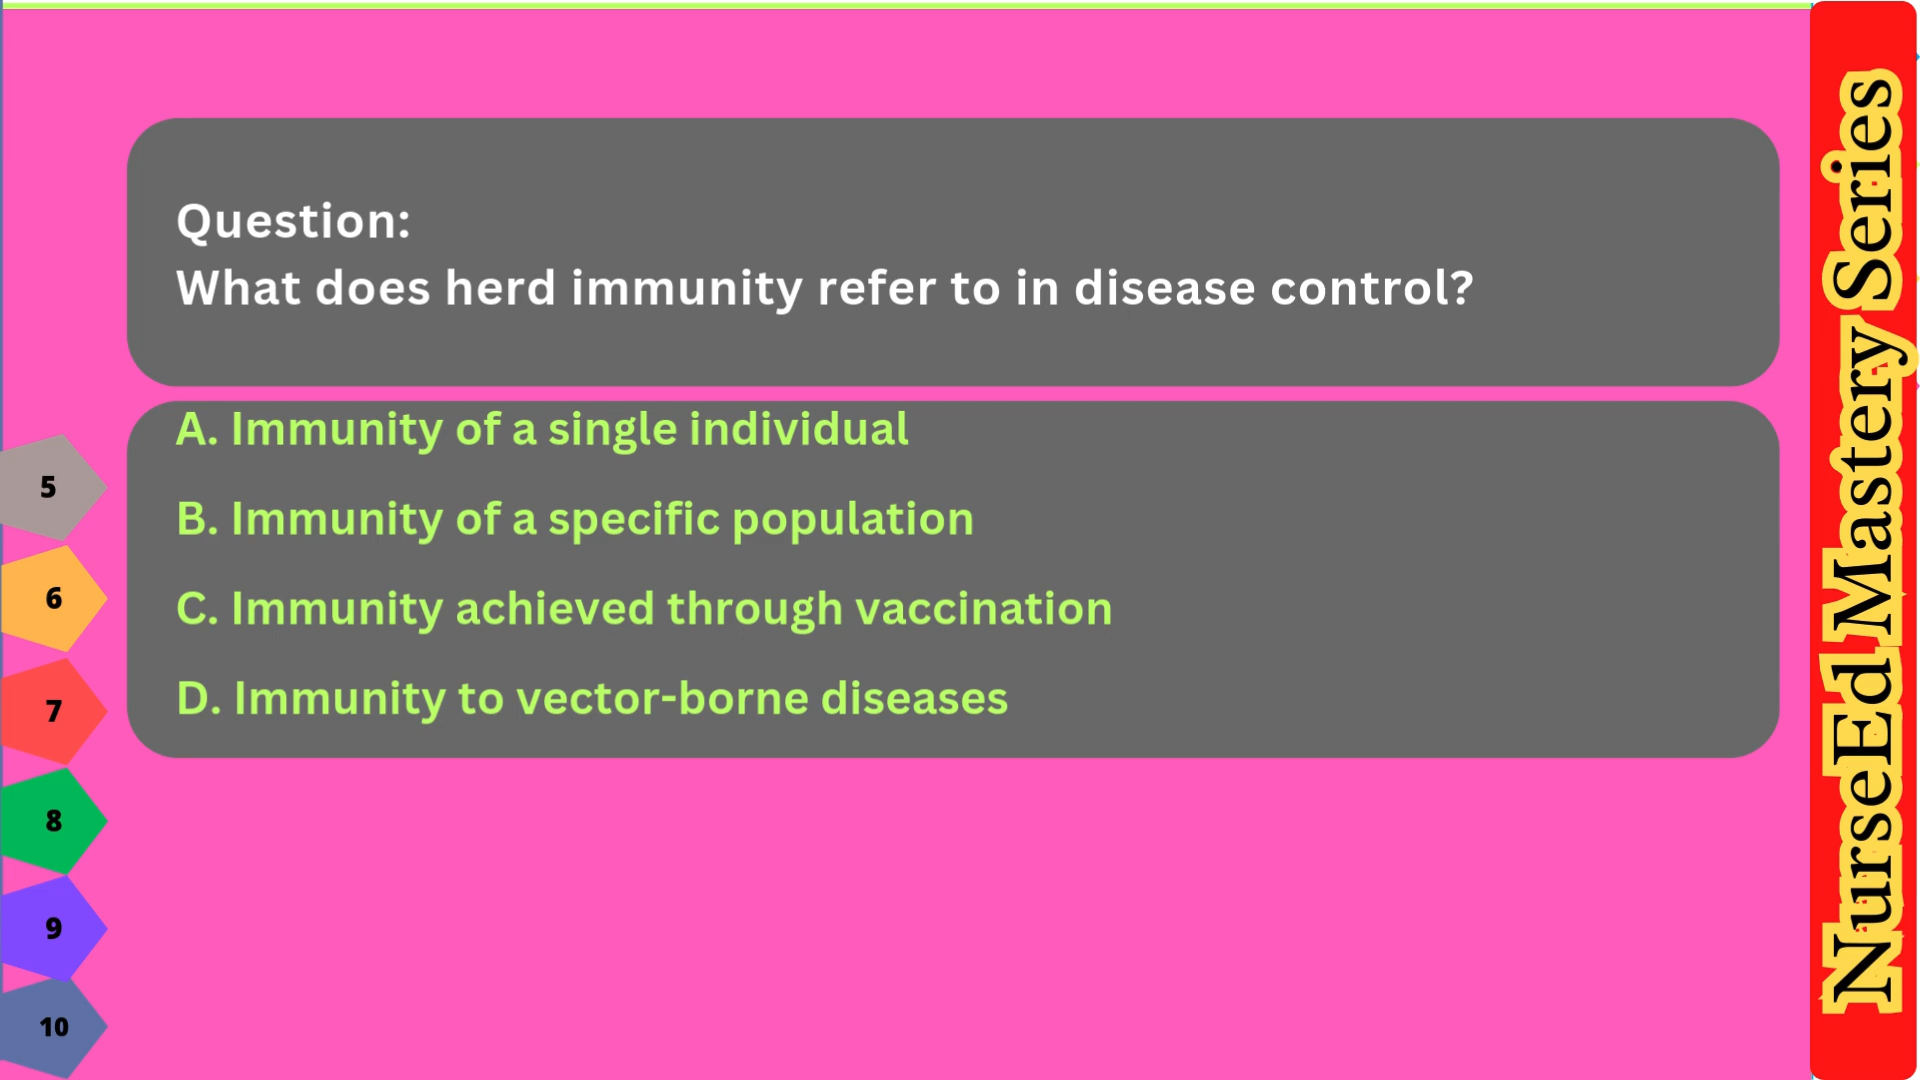 Question:
What does herd immunity refer to in disease control?
A. Immunity of a single individual
B. Immunity of a specific population
C. Immunity achieved through vaccination
D. Immunity to vector-borne diseases
5
6
7
8
9
10
NurseEd Mastery Series